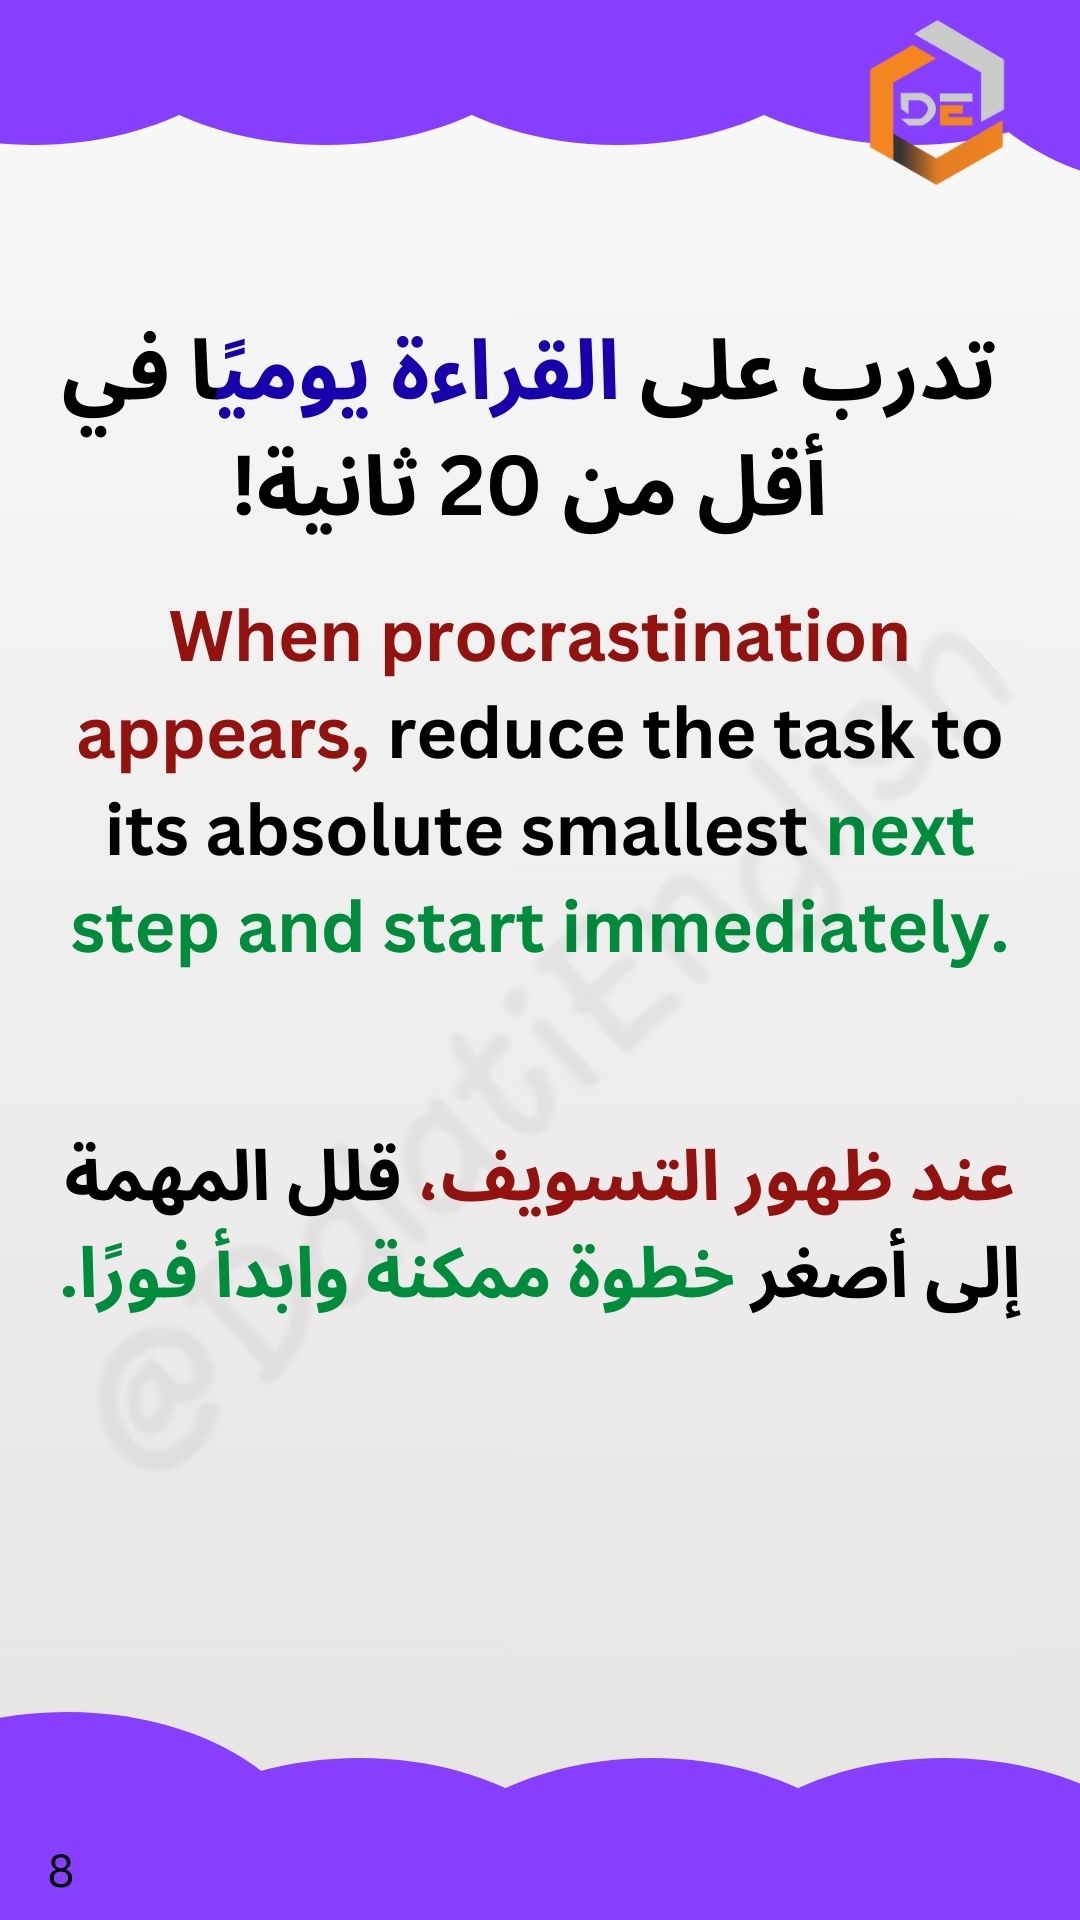 DE
تدرب على القراءة يوميًا في
أقل من 20 ثانية!
When procrastination
appears, reduce the task to
its absolute smallest next
step and start immediately.
عند ظهور التسويف، قلل المهمة
إلى أصغر خطوة ممكنة وابدأ فورًا.
@DalatiEnglish
8